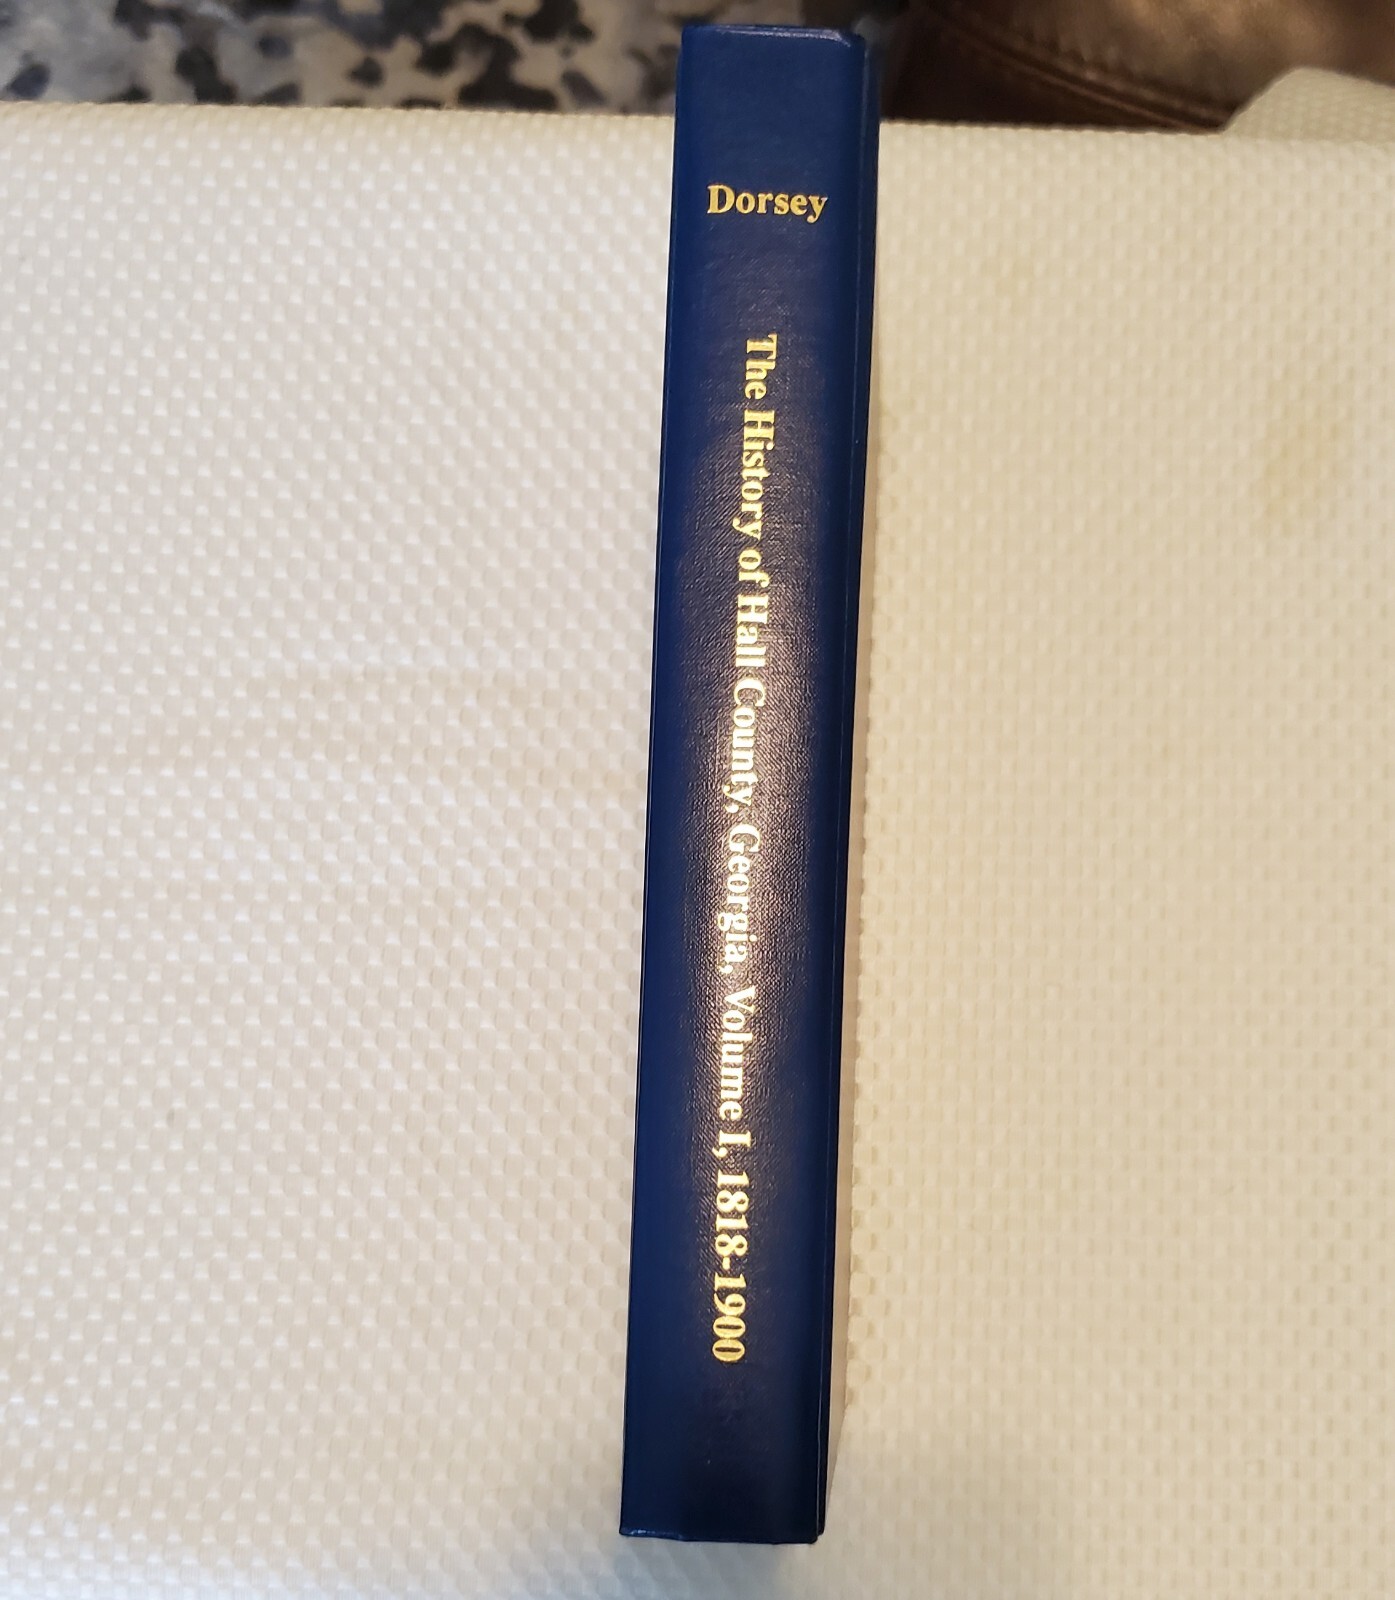 Dorsey
The History of Hall County, Georgia, Volume I, 1818-1900